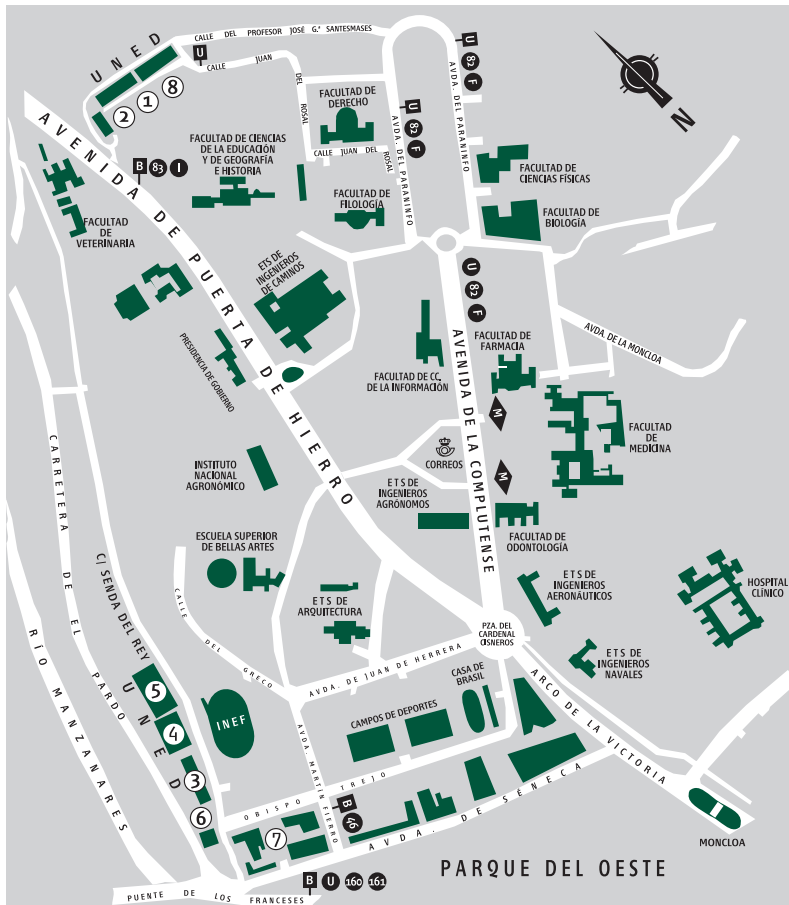 CALLE DEL PROFESOR JOSÉ G.ª SANTESMASES
UNED
U
CALLE JUAN DEL ROSAL
2
1
8
U
82
F
AVDA. DEL PARANINFO
N
FACULTAD DE
DERECHO
U
82
F
AVDA. DEL PARANINFO
CALLE JUAN DEL ROSAL
AVENIDA DE PUERTA DE HIERRO
B
83
I
FACULTAD DE CIENCIAS
DE LA EDUCACIÓN
Y DE GEOGRAFÍA
E HISTORIA
FACULTAD DE
CIENCIAS FÍSICAS
FACULTAD DE
FILOLOGÍA
FACULTAD DE
BIOLOGÍA
FACULTAD
DE
VETERINARIA
ETS DE
INGENIEROS
DE CAMINOS
U
82
F
AVENIDA DE LA COMPLUTENSE
AVDA. DE LA MONCLOA
FACULTAD DE
FARMACIA
PRESIDENCIA DE GOBIERNO
FACULTAD DE CC.
DE LA INFORMACIÓN
M
FACULTAD
DE
MEDICINA
CORREOS
M
INSTITUTO
NACIONAL
AGRONÓMICO
E T S DE
INGENIEROS
AGRÓNOMOS
FACULTAD DE
ODONTOLOGÍA
CARRETERA DE EL PARDO
ESCUELA SUPERIOR
DE BELLAS ARTES
C/ SENDA DEL REY
E T S DE
INGENIEROS
AERONÁUTICOS
HOSPITAL
CLÍNICO
E T S DE
ARQUITECTURA
CALLE DEL GRECO
PZA. DEL
CARDENAL
CISNEROS
RÍO MANZANARES
E T S DE
INGENIEROS
NAVALES
AVDA. DE JUAN DE HERRERA
CASA DE
BRASIL
ARCO DE LA VICTORIA
UNED
5
4
3
6
INEF
CAMPOS DE DEPORTES
AVDA. MARTÍN FIERRO
OBISPO TREJO
B
46
7
AVDA. DE SÉNECA
MONCLOA
PARQUE DEL OESTE
B
U
160
161
PUENTE DE LOS FRANCESES